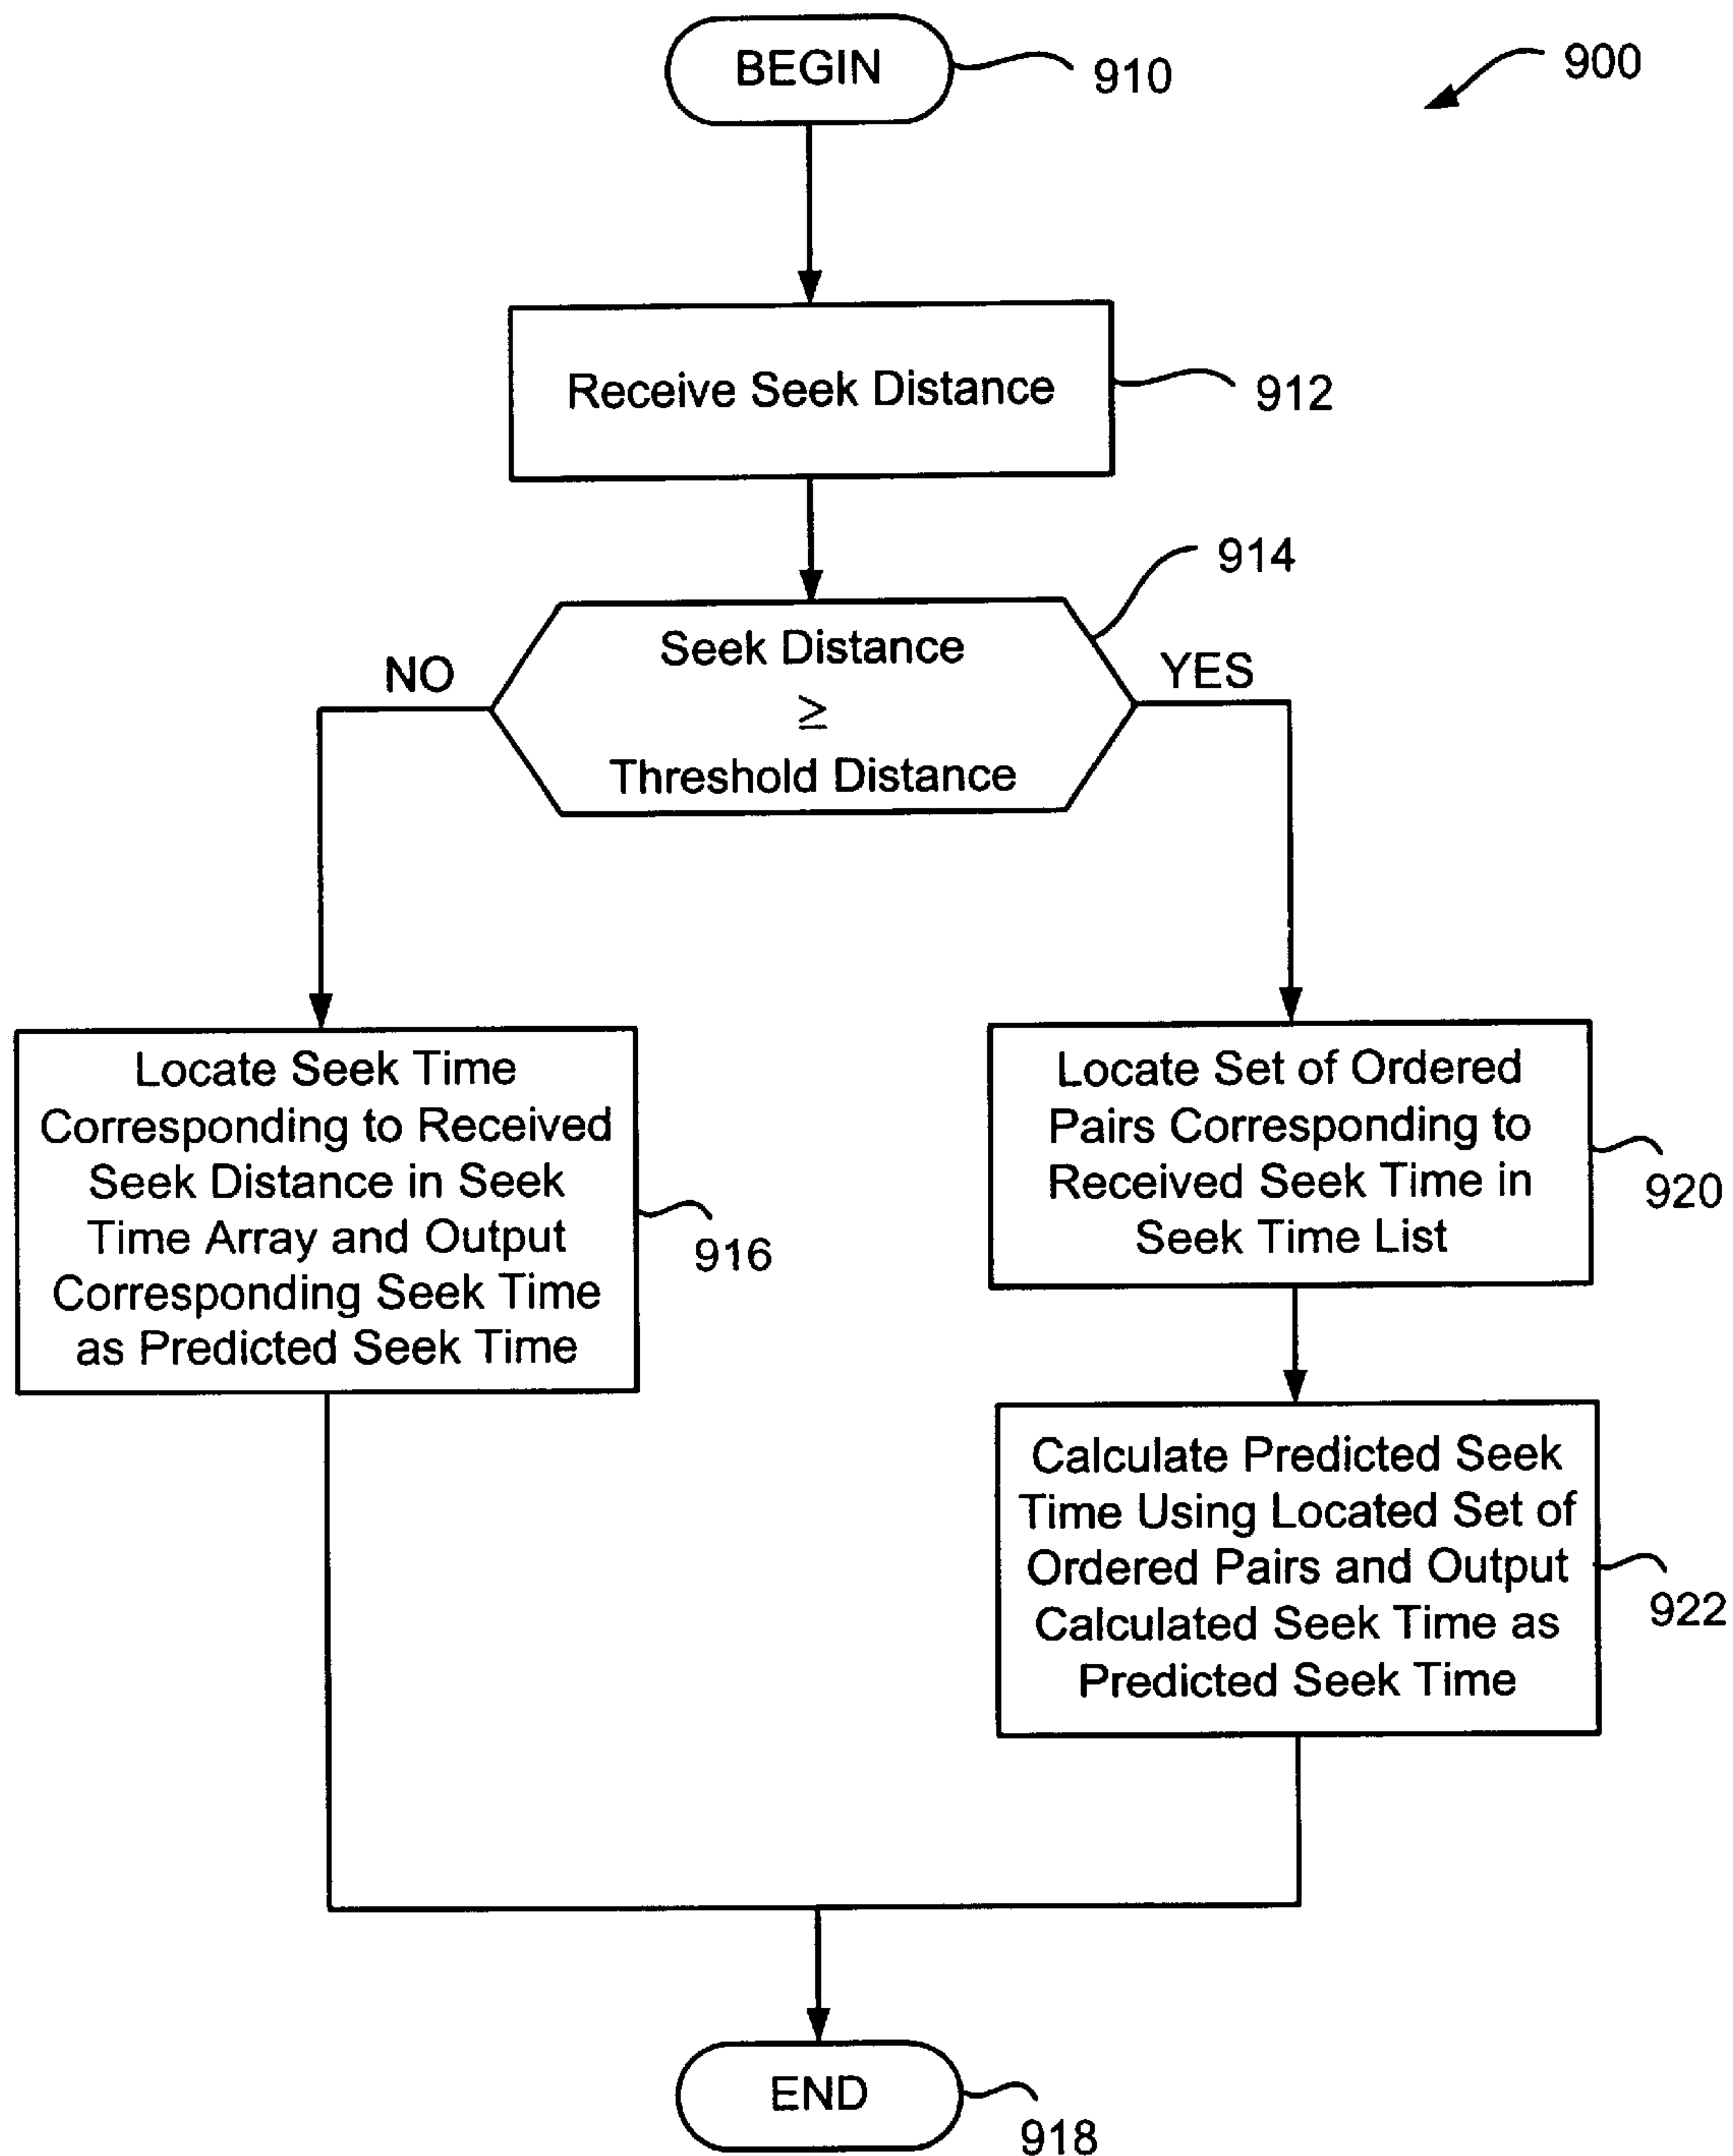 BEGIN
910
900
Receive Seek Distance
912
914
Seek Distance
≥
Threshold Distance
NO
YES
Locate Seek Time
Corresponding to Received
Seek Distance in Seek
Time Array and Output
Corresponding Seek Time
as Predicted Seek Time
916
Locate Set of Ordered
Pairs Corresponding to
Received Seek Time in
Seek Time List
920
Calculate Predicted Seek
Time Using Located Set of
Ordered Pairs and Output
Calculated Seek Time as
Predicted Seek Time
922
END
918